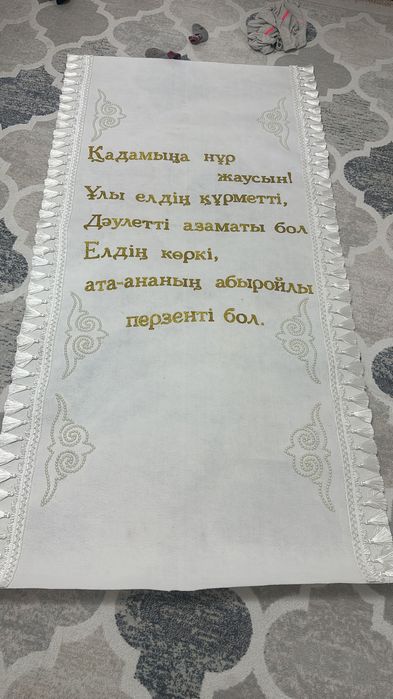 Қадамыңа нұр
жаусын!
Ұлы елдің құрметті,
Дәулетті азаматы бол
Елдің көркі,
ата-ананың абыройлы
перзенті бол.